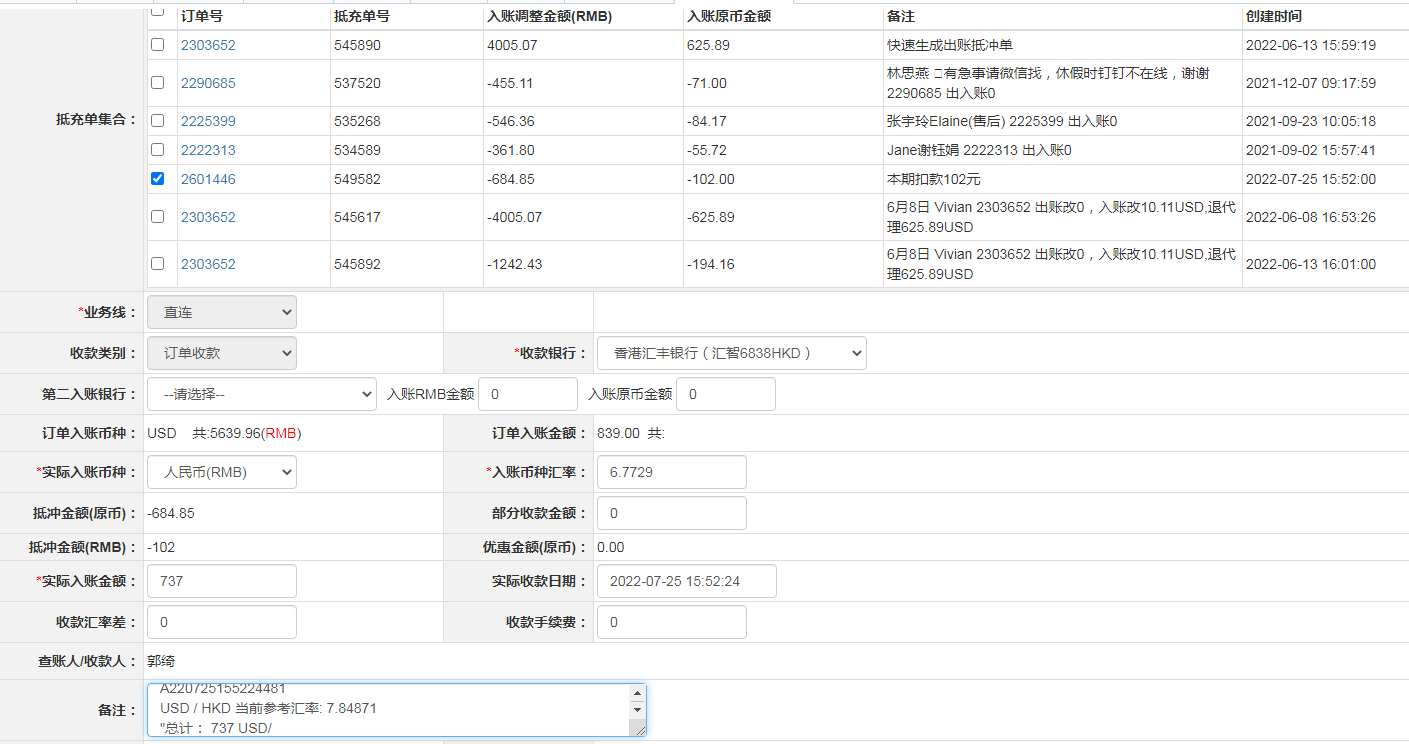 订单号 抵充单号 入账调整金额(RMB) 入账原币金额 备注 创建时间
2303652 545890 4005.07 625.89 快速生成出账抵冲单 2022-06-13 15:59:19
2290685 537520 -455.11 -71.00 林思燕 有急事请微信找，休假时钉钉不在线，谢谢 2021-12-07 09:17:59
2290685 出入账0
抵充单集合：
2225399 535268 -546.36 -84.17 张宇玲Elaine(售后) 2225399 出入账0 2021-09-23 10:05:18
2222313 534589 -361.80 -55.72 Jane谢钰娟 2222313 出入账0 2021-09-02 15:57:41
2601446 549582 -684.85 -102.00 本期扣款102元 2022-07-25 15:52:00
2303652 545617 -4005.07 -625.89 6月8日 Vivian 2303652 出账改0，入账改10.11USD,退代 2022-06-08 16:53:26
理625.89USD
2303652 545892 -1242.43 -194.16 6月8日 Vivian 2303652 出账改0，入账改10.11USD,退代 2022-06-13 16:01:00
理625.89USD
*业务线： 直连
收款类别： 订单收款 *收款银行： 香港汇丰银行（汇智6838HKD）
第二入账银行： --请选择-- 入账RMB金额 0 入账原币金额 0
订单入账币种： USD 共:5639.96(RMB) 订单入账金额： 839.00 共:
*实际入账币种： 人民币(RMB) *入账币种汇率： 6.7729
抵冲金额(原币)： -684.85 部分收款金额： 0
抵冲金额(RMB)： -102 优惠金额(原币)： 0.00
*实际入账金额： 737 实际收款日期： 2022-07-25 15:52:24
收款汇率差： 0 收款手续费： 0
查账人/收款人： 郭绮
备注： A220725155224481
USD / HKD 当前参考汇率: 7.84871
"总计： 737 USD/